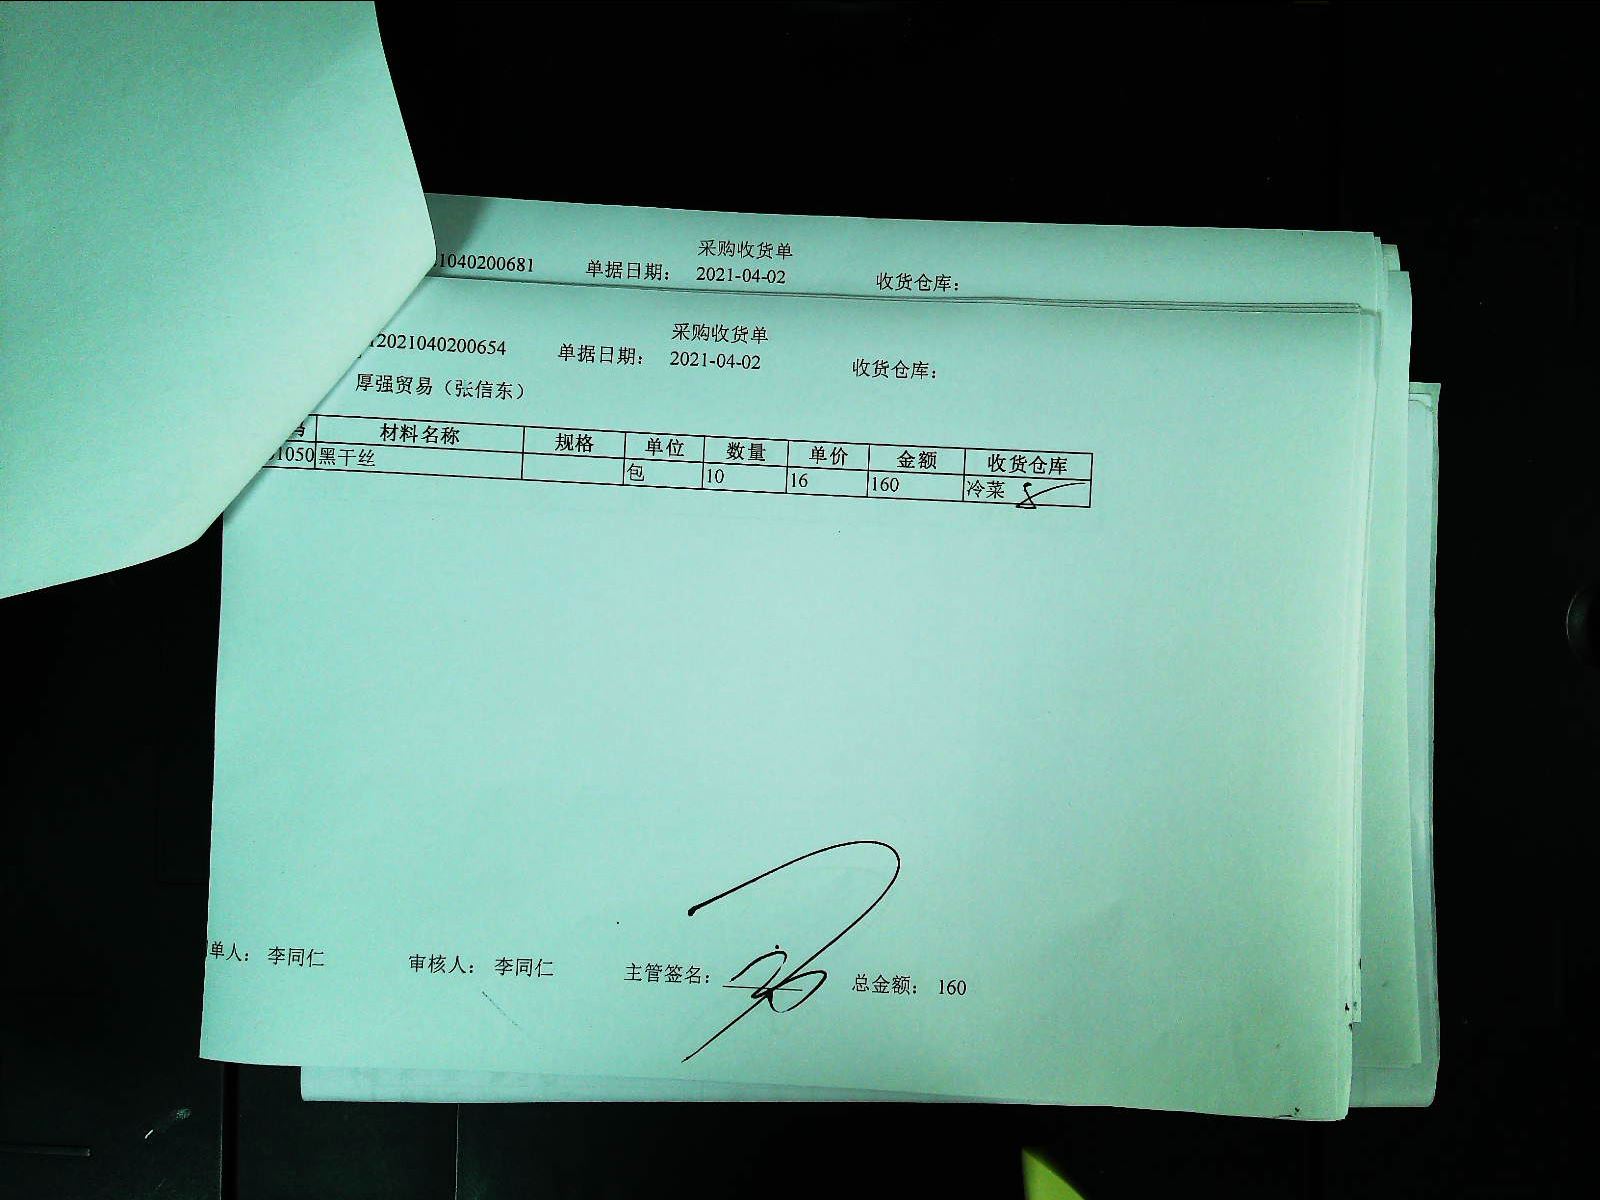 采购收货单
1040200681 单据日期: 2021-04-02 收货仓库:
采购收货单
12021040200654 单据日期: 2021-04-02 收货仓库:
厚强贸易（张信东）
材料名称 规格 单位 数量 单价 金额 收货仓库
1050 黑干丝 包 10 16 160 冷菜
单人: 李同仁 审核人: 李同仁 主管签名: 总金额: 160